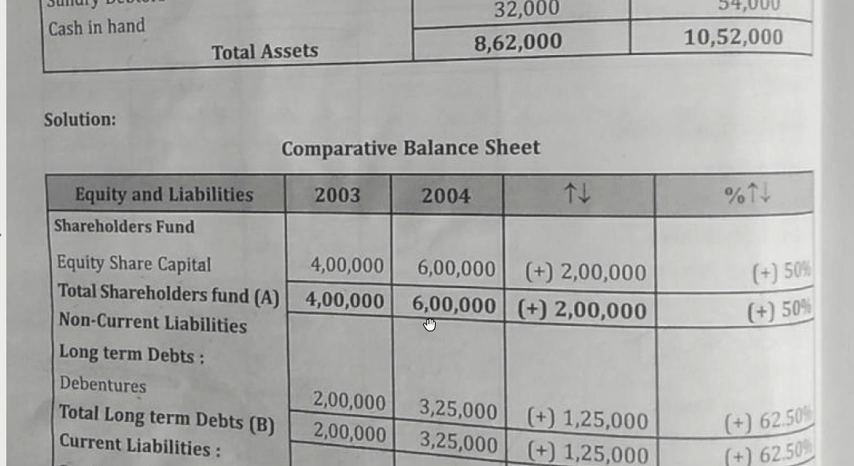 Sundry Debtors
32,000 54,000
Cash in hand
Total Assets 8,62,000 10,52,000
Solution:
Comparative Balance Sheet
Equity and Liabilities 2003 2004 ↑↓ %↑↓
Shareholders Fund
Equity Share Capital 4,00,000 6,00,000 (+) 2,00,000 (+) 50%
Total Shareholders fund (A) 4,00,000 6,00,000 (+) 2,00,000 (+) 50%
Non-Current Liabilities
Long term Debts :
Debentures 2,00,000 3,25,000 (+) 1,25,000 (+) 62.50%
Total Long term Debts (B) 2,00,000 3,25,000 (+) 1,25,000 (+) 62.50%
Current Liabilities :